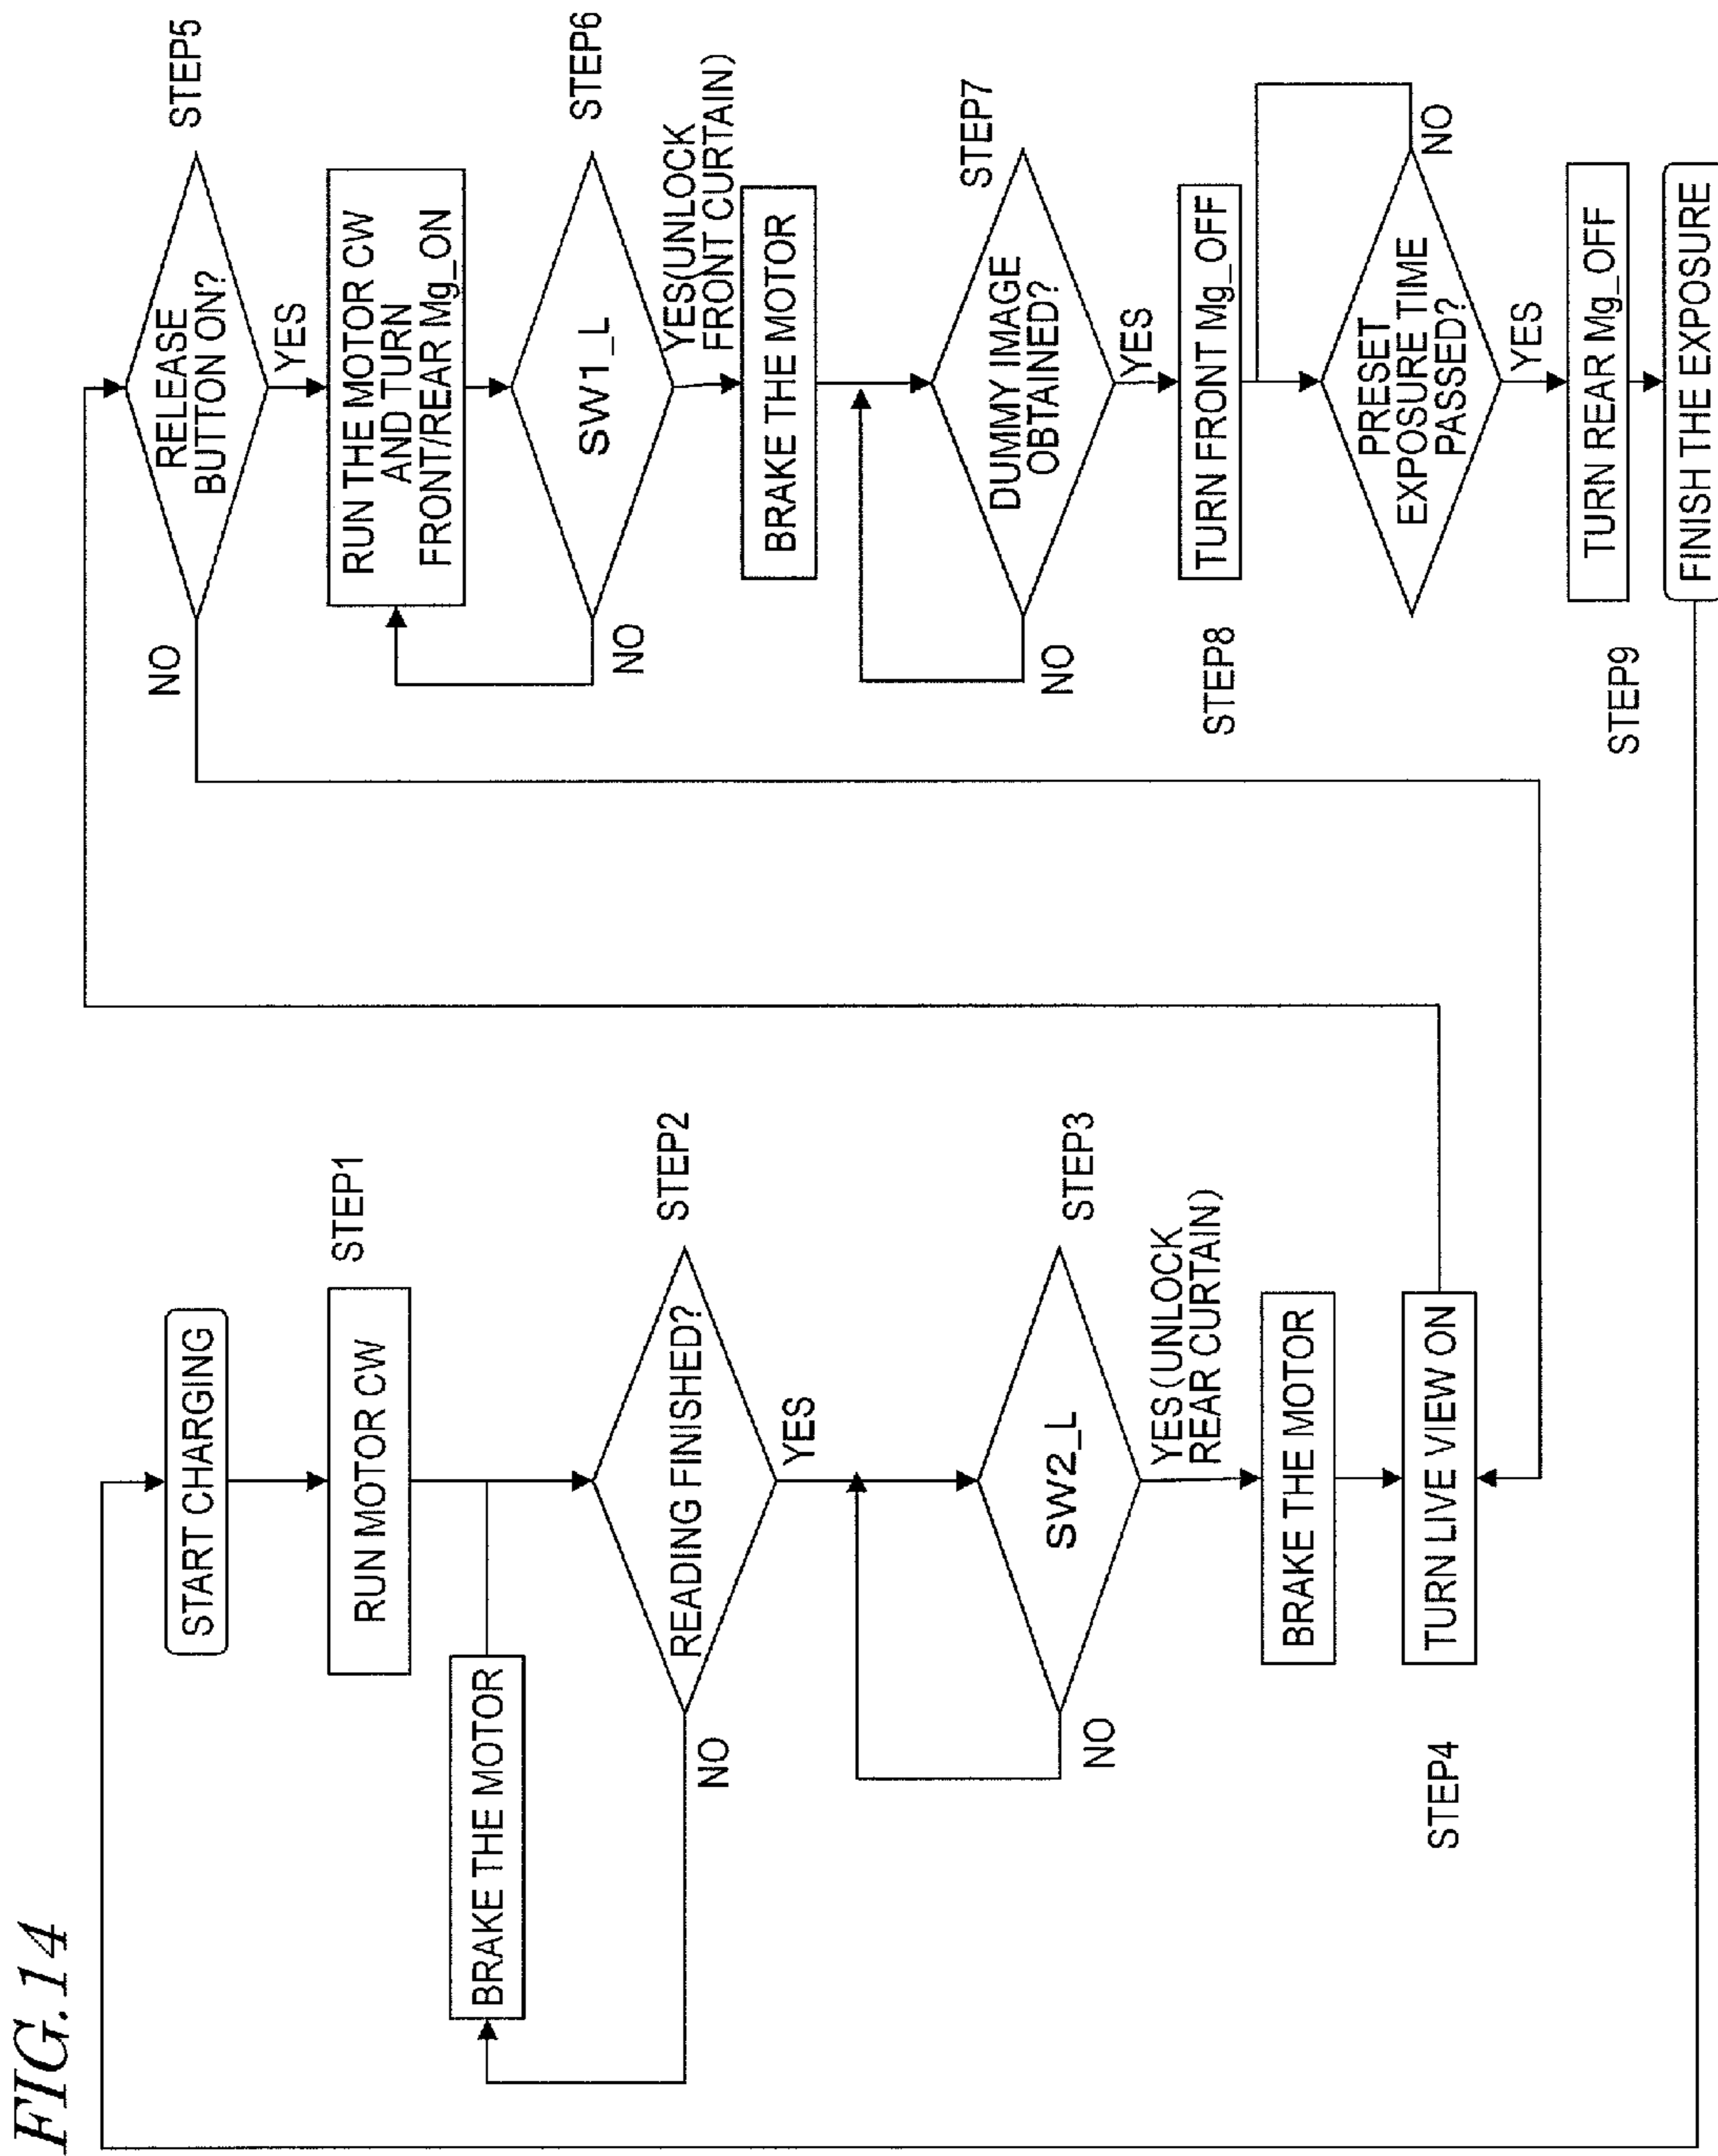 FIG.14
START CHARGING
STEP1
RUN MOTOR CW
BRAKE THE MOTOR
STEP2
READING FINISHED?
NO
YES
STEP3
SW2_L
NO
YES(UNLOCK
REAR CURTAIN)
BRAKE THE MOTOR
STEP4
TURN LIVE VIEW ON
STEP5
RELEASE
BUTTON ON?
NO
YES
RUN THE MOTOR CW
AND TURN
FRONT/REAR Mg_ON
STEP6
SW1_L
NO
YES(UNLOCK
FRONT CURTAIN)
BRAKE THE MOTOR
STEP7
DUMMY IMAGE
OBTAINED?
NO
YES
STEP8
TURN FRONT Mg_OFF
PRESET
EXPOSURE TIME
PASSED?
NO
YES
STEP9
TURN REAR Mg_OFF
FINISH THE EXPOSURE